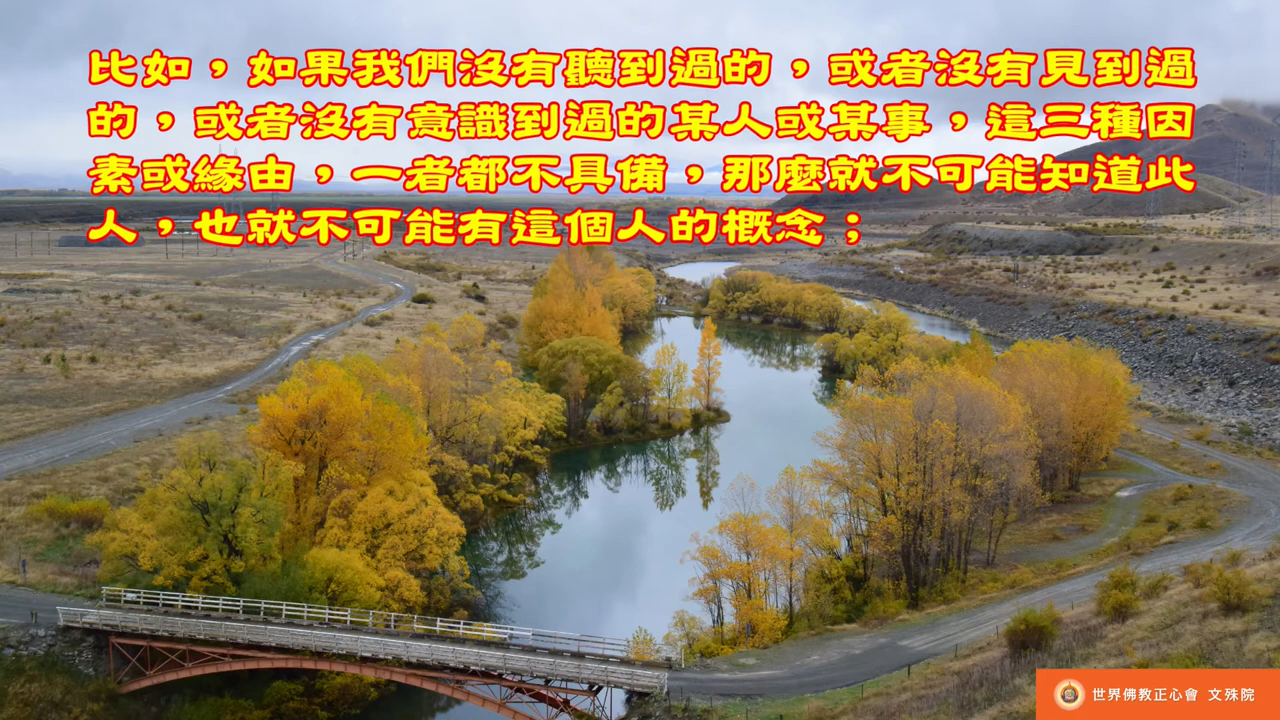 比如，如果我們沒有聽到過的，或者沒有見到過
的，或者沒有意識到過的某人或某事，這三種因
素或緣由，一者都不具備，那麼就不可能知道此
人，也就不可能有這個人的概念；
世界佛教正心會 文殊院